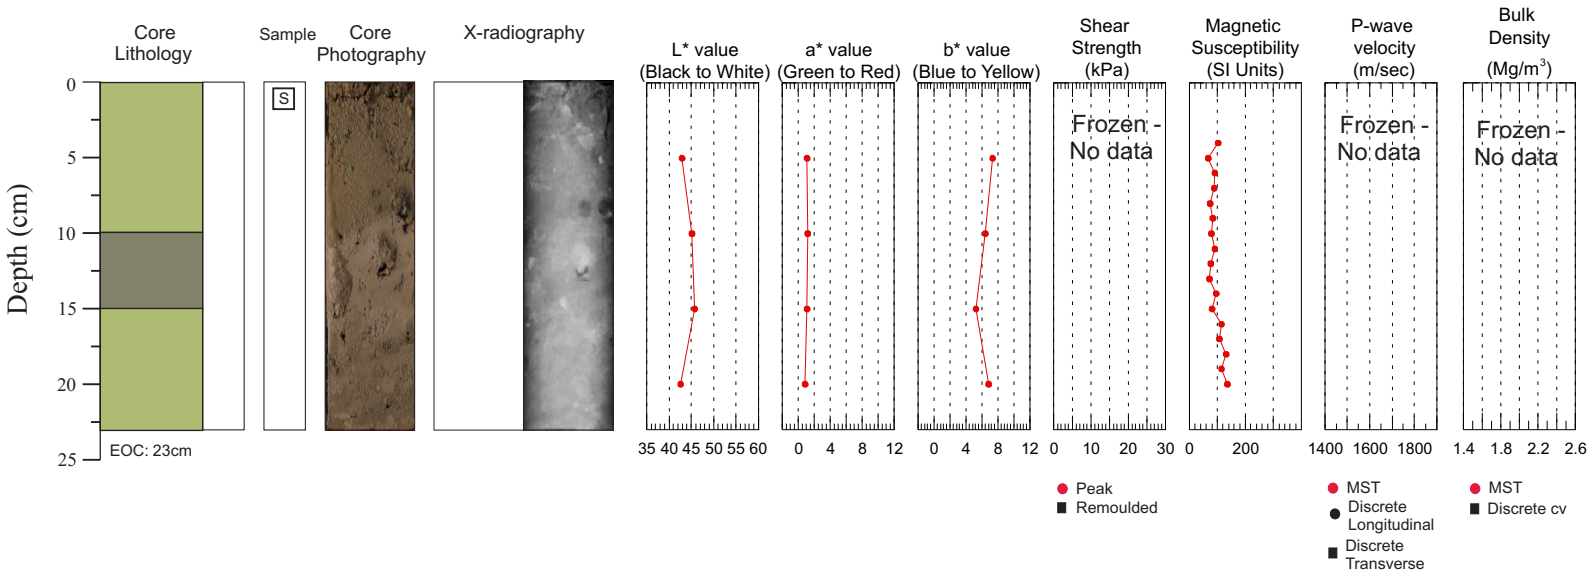 Core
Lithology
Sample
Core
Photography
X-radiography
L* value
(Black to White)
a* value
(Green to Red)
b* value
(Blue to Yellow)
Shear
Strength
(kPa)
Magnetic
Susceptibility
(SI Units)
P-wave
velocity
(m/sec)
Bulk
Density
(Mg/m³)
Depth (cm)
0
5
10
15
20
25
S
EOC: 23cm
Frozen -
No data
Frozen -
No data
Frozen -
No data
35 40 45 50 55 60
0 4 8 12
0 4 8 12
0 10 20 30
0 200
1400 1600 1800
1.4 1.8 2.2 2.6
Peak
Remoulded
MST
Discrete
Longitudinal
Discrete
Transverse
MST
Discrete cv